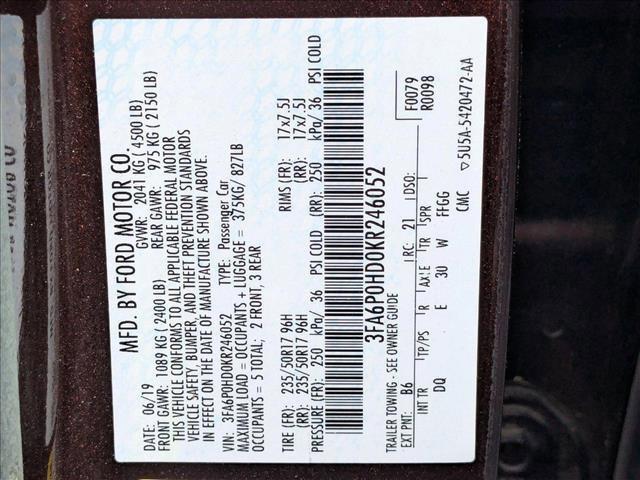 MFD. BY FORD MOTOR CO.
DATE: 06/19 GVWR: 2041 KG ( 4500 LB)
FRONT GAWR: 1089 KG ( 2400 LB) REAR GAWR: 975 KG ( 2150 LB)
THIS VEHICLE CONFORMS TO ALL APPLICABLE FEDERAL MOTOR
VEHICLE SAFETY, BUMPER, AND THEFT PREVENTION STANDARDS
IN EFFECT ON THE DATE OF MANUFACTURE SHOWN ABOVE.
VIN: 3FA6P0HD0KR246052 TYPE: Passenger Car
MAXIMUM LOAD = OCCUPANTS + LUGGAGE = 375KG/ 827LB
OCCUPANTS = 5 TOTAL; 2 FRONT, 3 REAR
TIRE (FR): 235/50R17 96H RIMS (FR): 17x7.5J
(RR): 235/50R17 96H (RR): 17x7.5J
PRESSURE (FR): 250 kPa/ 36 PSI COLD (RR): 250 kPa/ 36 PSI COLD
3FA6P0HD0KR246052
TRAILER TOWING - SEE OWNER GUIDE
F0079
R0098
EXT PNT: B6 RC: 21 DSO:
INT TR TP/PS R AXLE TR SPR
DQ E 3U W FFGG
CMC ▽5U5A-5420472-AA